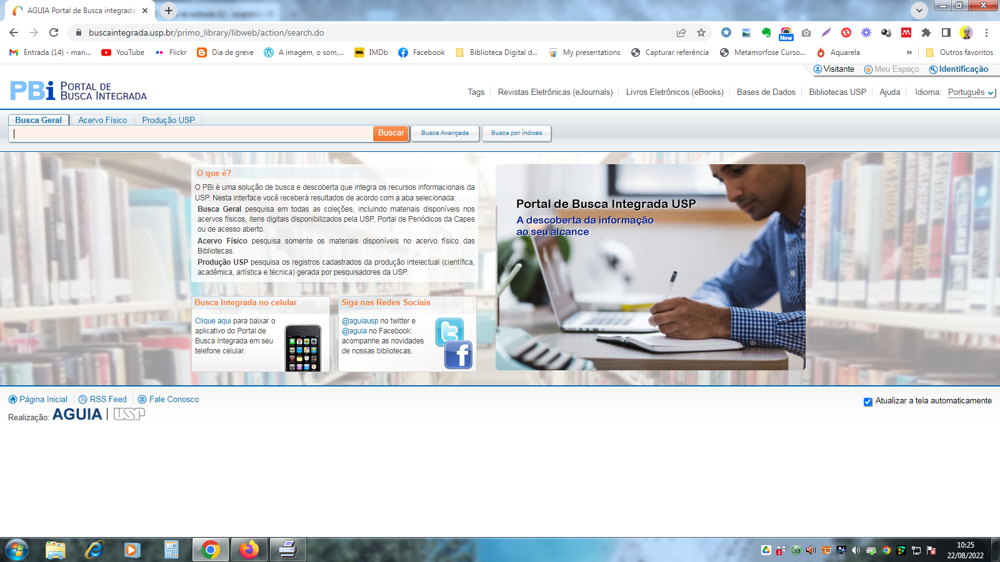 AGUIA Portal de Busca integrada
buscaintegrada.usp.br/primo_library/libweb/action/search.do
New
Entrada (14) - mari... YouTube Flickr Dia de greve A imagem, o som,... IMDb Facebook Biblioteca Digital d... My presentations Capturar referência Metamorfose Curso... Aquarela » Outros favoritos
Visitante Meu Espaço Identificação
PBi PORTAL DE
BUSCA INTEGRADA
Tags Revistas Eletrônicas (eJournals) Livros Eletrônicos (eBooks) Bases de Dados Bibliotecas USP Ajuda Idioma: Português
Busca Geral Acervo Físico Produção USP
Buscar Busca Avançada Busca por Índices
O que é?
O PBi é uma solução de busca e descoberta que integra os recursos informacionais da
USP. Nesta interface você receberá resultados de acordo com a aba selecionada:
Busca Geral pesquisa em todas as coleções, incluindo materiais disponíveis nos
acervos físicos, itens digitais disponibilizados pela USP, Portal de Periódicos da Capes
ou de acesso aberto.
Acervo Físico pesquisa somente os materiais disponíveis no acervo físico das
Bibliotecas.
Produção USP pesquisa os registros cadastrados da produção intelectual (científica,
acadêmica, artística e técnica) gerada por pesquisadores da USP.
Portal de Busca Integrada USP
A descoberta da informação
ao seu alcance
Busca Integrada no celular
Clique aqui para baixar o
aplicativo do Portal de
Busca Integrada em seu
telefone celular.
Siga nas Redes Sociais
@aguiausp no twitter e
@aguia no Facebook:
acompanhe as novidades
de nossas bibliotecas.
Página Inicial RSS Feed Fale Conosco
Atualizar a tela automaticamente
Realização: AGUIA | USP
10:25
22/08/2022